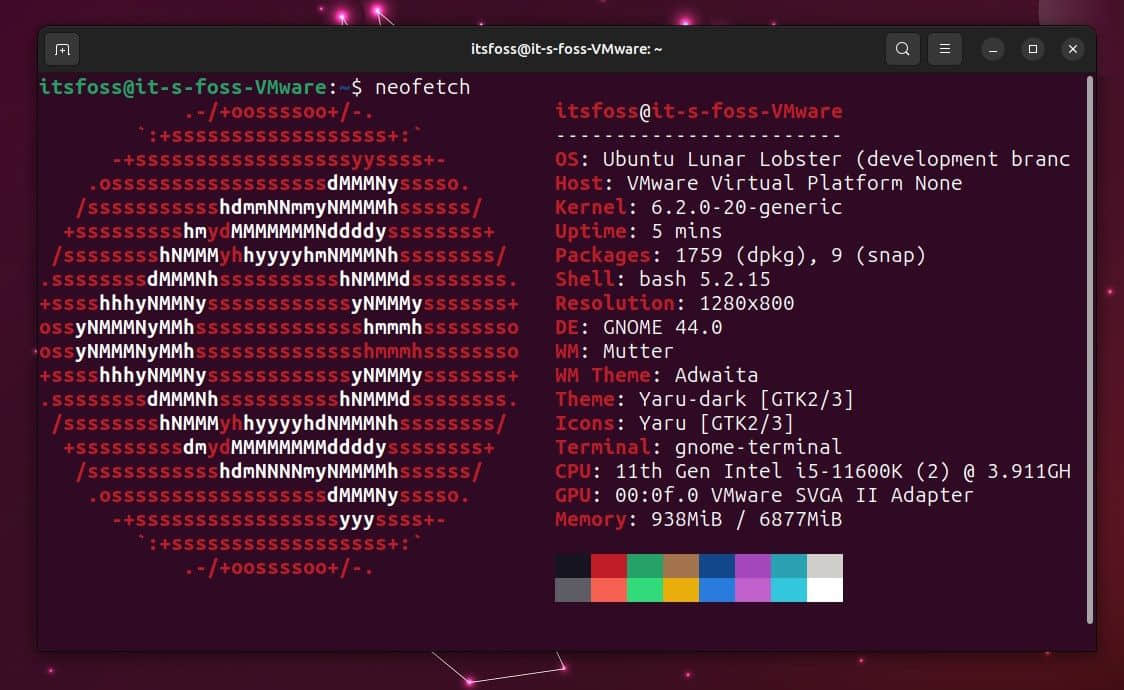 itsfoss@it-s-foss-VMware: ~
itsfoss@it-s-foss-VMware:~$ neofetch
.-/+oossssoo+/-.               itsfoss@it-s-foss-VMware
`:+ssssssssssssssssss+:`           ------------------------
-+ssssssssssssssssssyyssss+-         OS: Ubuntu Lunar Lobster (development branc
.ossssssssssssssssssdMMMNysssso.       Host: VMware Virtual Platform None
/ssssssssssshdmmNNmmyNMMMMhssssss/      Kernel: 6.2.0-20-generic
+ssssssssshmydMMMMMMMNddddyssssssss+     Uptime: 5 mins
/sssssssshNMMMyhhyyyyhmNMMMNhssssssss/    Packages: 1759 (dpkg), 9 (snap)
.ssssssssdMMMNhsssssssssshNMMMdssssssss.   Shell: bash 5.2.15
+sssshhhyNMMNyssssssssssssyNMMMysssssss+   Resolution: 1280x800
ossyNMMMNyMMhsssssssssssssshmmmhssssssso   DE: GNOME 44.0
ossyNMMMNyMMhsssssssssssssshmmmhssssssso   WM: Mutter
+sssshhhyNMMNyssssssssssssyNMMMysssssss+   WM Theme: Adwaita
.ssssssssdMMMNhsssssssssshNMMMdssssssss.   Theme: Yaru-dark [GTK2/3]
/sssssssshNMMMyhhyyyyhdNMMMNhssssssss/    Icons: Yaru [GTK2/3]
+sssssssssdmydMMMMMMMMddddyssssssss+     Terminal: gnome-terminal
/ssssssssssshdmNNNNmyNMMMMhssssss/      CPU: 11th Gen Intel i5-11600K (2) @ 3.911GH
.ossssssssssssssssssdMMMNysssso.       GPU: 00:0f.0 VMware SVGA II Adapter
-+sssssssssssssssssyyyssss+-         Memory: 938MiB / 6877MiB
`:+ssssssssssssssssss+:`
.-/+oossssoo+/-.